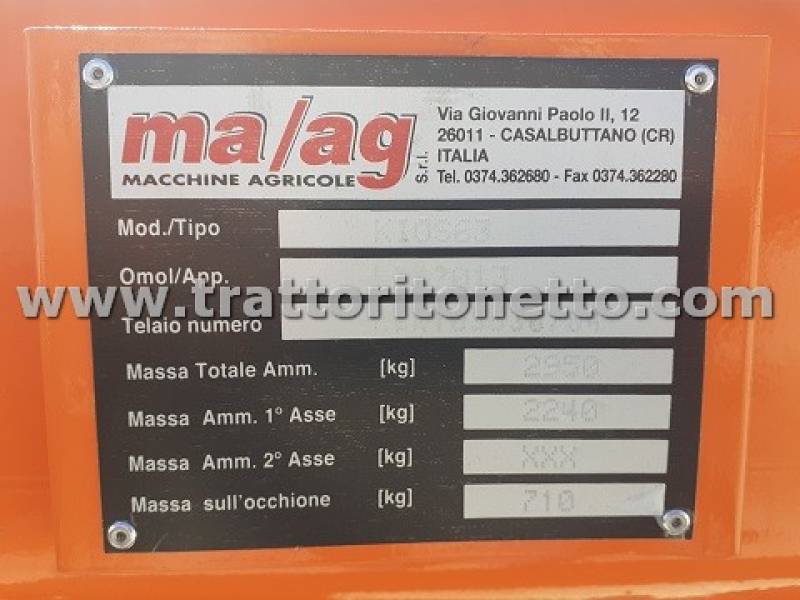 ma/ag s.r.l.
MACCHINE AGRICOLE
Via Giovanni Paolo II, 12
26011 - CASALBUTTANO (CR)
ITALIA
Tel. 0374.362680 - Fax 0374.362280
Mod./Tipo KIOS63
Omol/App.
www.trattoritonetto.com
Telaio numero
Massa Totale Amm. [kg] 2950
Massa Amm. 1° Asse [kg] 2240
Massa Amm. 2° Asse [kg] XXX
Massa sull'occhione [kg] 710